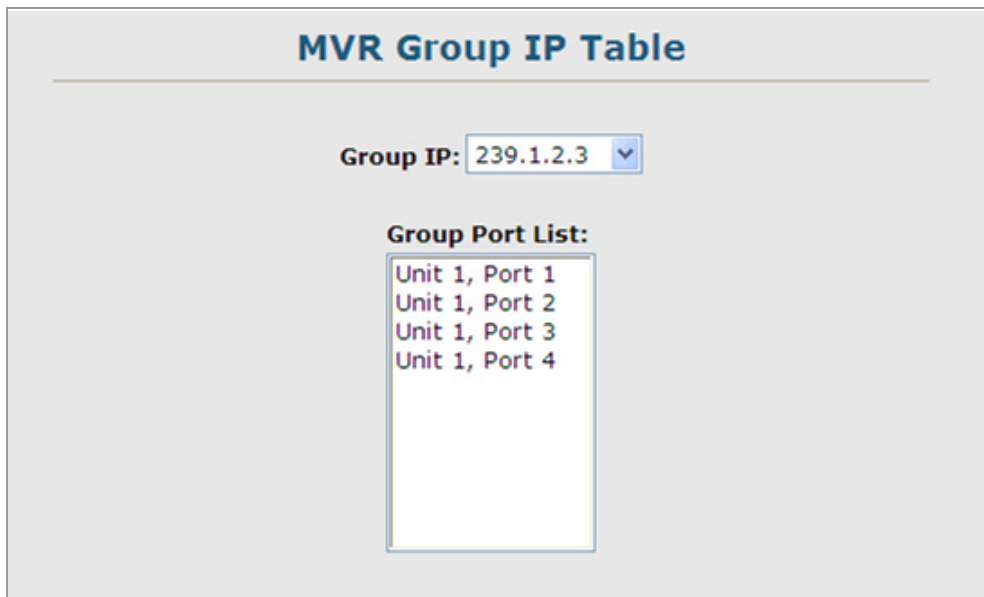 MVR Group IP Table
Group IP: 239.1.2.3
Group Port List:
Unit 1, Port 1
Unit 1, Port 2
Unit 1, Port 3
Unit 1, Port 4